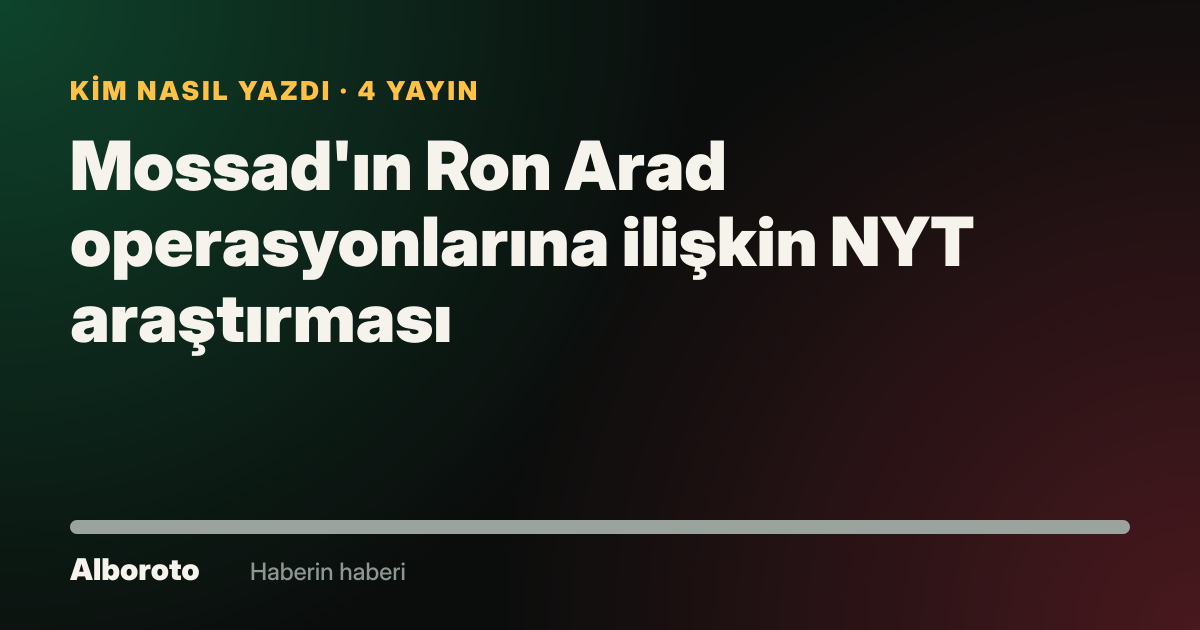 KİM NASIL YAZDI · 4 YAYIN
Mossad'ın Ron Arad
operasyonlarına ilişkin NYT
araştırması
Alboroto
Haberin haberi